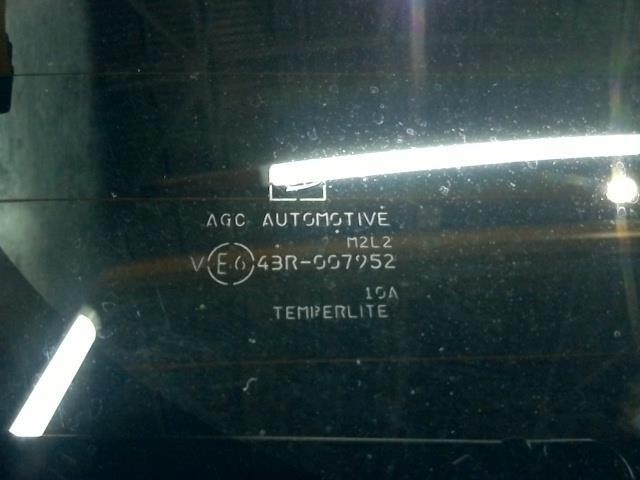 AGC AUTOMOTIVE
M2L2
V E6 43R-007952
10A
TEMPERLITE